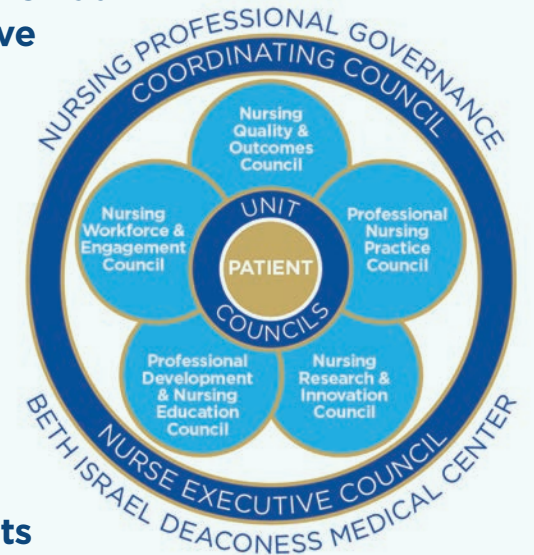 ve
NURSING PROFESSIONAL GOVERNANCE
COORDINATING COUNCIL
Nursing
Quality &
Outcomes
Council
Nursing
Workforce &
Engagement
Council
UNIT
COUNCILS
PATIENT
Professional
Nursing
Practice
Council
Professional
Development
& Nursing
Education
Council
Nursing
Research &
Innovation
Council
NURSE EXECUTIVE COUNCIL
BETH ISRAEL DEACONESS MEDICAL CENTER
ts